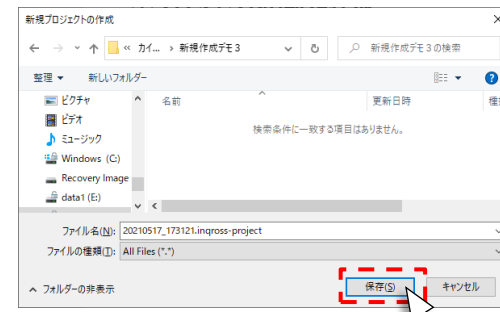 新規プロジェクトの作成
« カイ... › 新規作成デモ3
新規作成デモ3の検索
整理 新しいフォルダー
ピクチャ
ビデオ
ミュージック
Windows (C:)
Recovery Image
data1 (E:)
名前 更新日時
検索条件に一致する項目はありません。
ファイル名(N): 20210517_173121.inqross-project
ファイルの種類(T): All Files (*.*)
フォルダーの非表示
保存(S) キャンセル